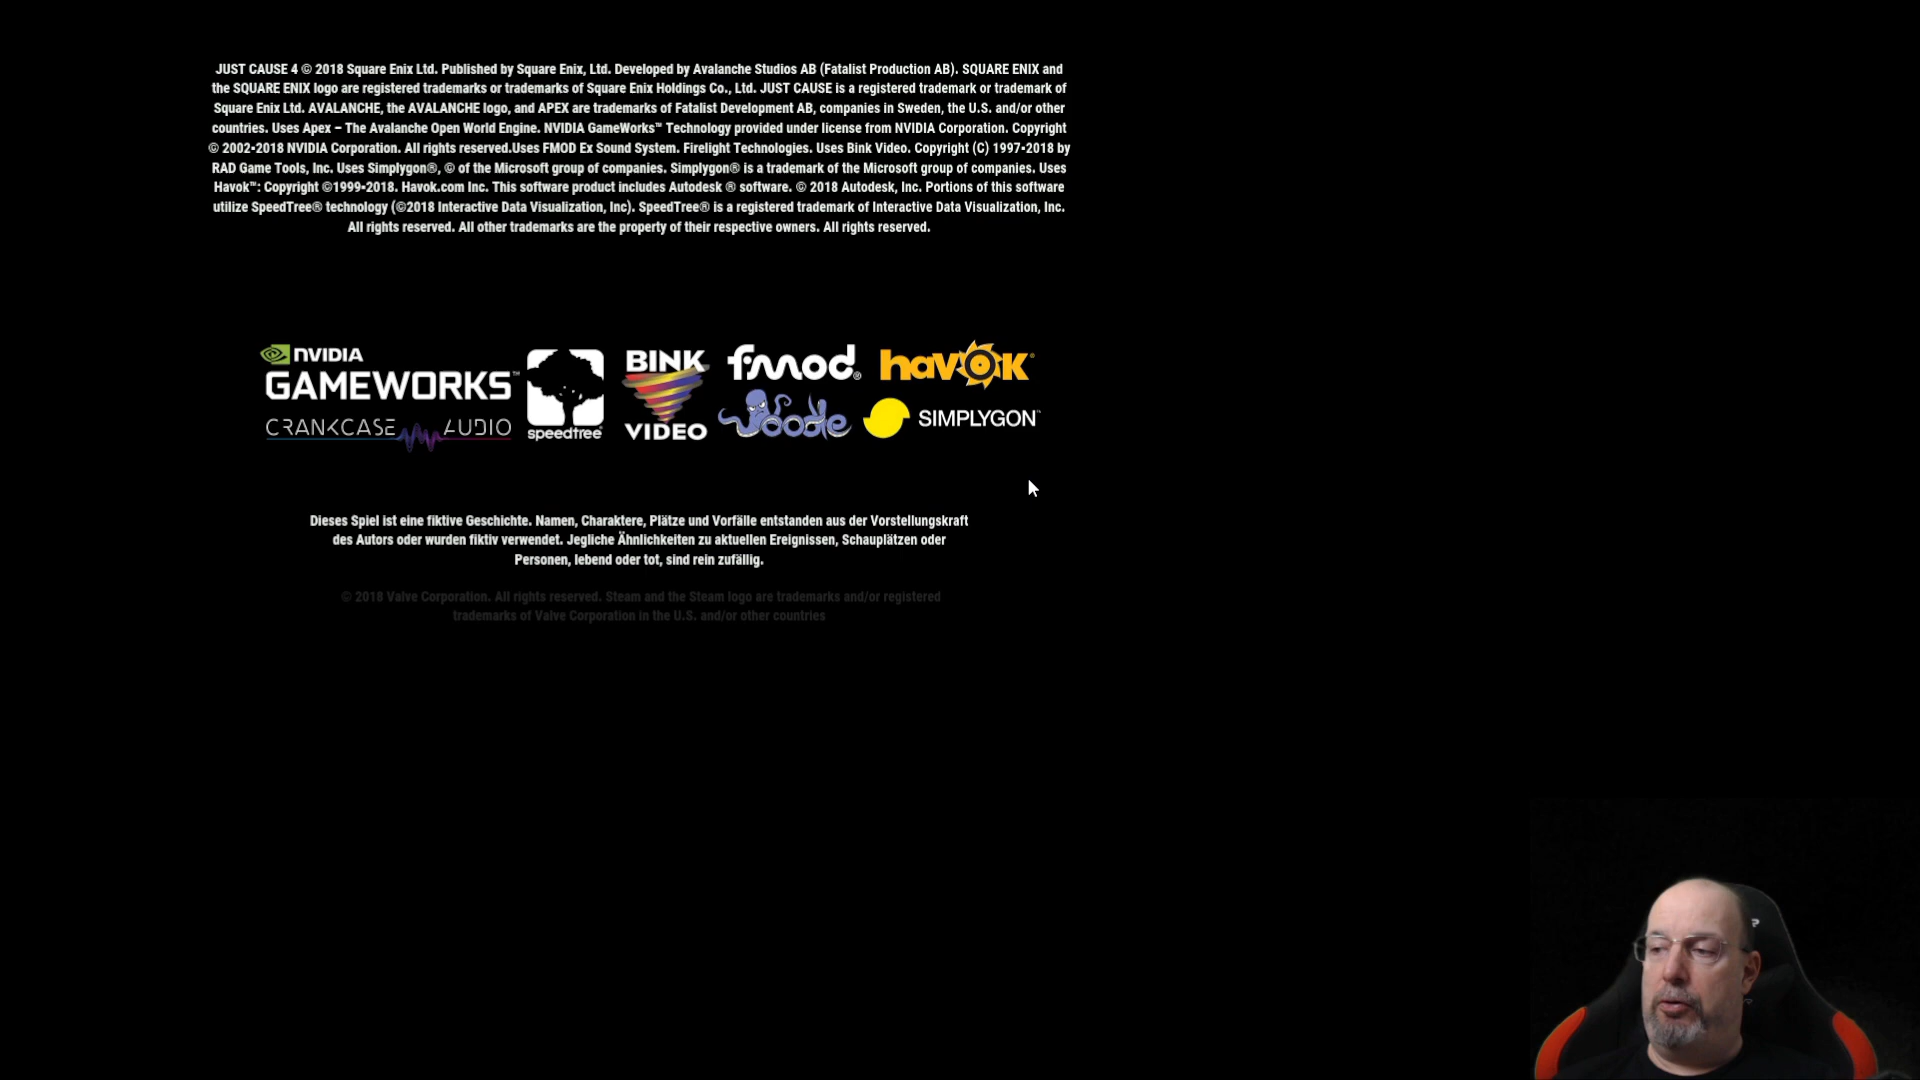 JUST CAUSE 4 © 2018 Square Enix Ltd. Published by Square Enix, Ltd. Developed by Avalanche Studios AB (Fatalist Production AB). SQUARE ENIX and
the SQUARE ENIX logo are registered trademarks or trademarks of Square Enix Holdings Co., Ltd. JUST CAUSE is a registered trademark or trademark of
Square Enix Ltd. AVALANCHE, the AVALANCHE logo, and APEX are trademarks of Fatalist Development AB, companies in Sweden, the U.S. and/or other
countries. Uses Apex – The Avalanche Open World Engine. NVIDIA GameWorks™ Technology provided under license from NVIDIA Corporation. Copyright
© 2002-2018 NVIDIA Corporation. All rights reserved.Uses FMOD Ex Sound System. Firelight Technologies. Uses Bink Video. Copyright (C) 1997-2018 by
RAD Game Tools, Inc. Uses Simplygon®, © of the Microsoft group of companies. Simplygon® is a trademark of the Microsoft group of companies. Uses
Havok™: Copyright ©1999-2018. Havok.com Inc. This software product includes Autodesk ® software. © 2018 Autodesk, Inc. Portions of this software
utilize SpeedTree® technology (©2018 Interactive Data Visualization, Inc). SpeedTree® is a registered trademark of Interactive Data Visualization, Inc.
All rights reserved. All other trademarks are the property of their respective owners. All rights reserved.
NVIDIA
GAMEWORKS™
CRANKCASE AUDIO
speedtree
BINK
VIDEO
fmod®
oodle
havok®
SIMPLYGON™
Dieses Spiel ist eine fiktive Geschichte. Namen, Charaktere, Plätze und Vorfälle entstanden aus der Vorstellungskraft
des Autors oder wurden fiktiv verwendet. Jegliche Ähnlichkeiten zu aktuellen Ereignissen, Schauplätzen oder
Personen, lebend oder tot, sind rein zufällig.
© 2018 Valve Corporation. All rights reserved. Steam and the Steam logo are trademarks and/or registered
trademarks of Valve Corporation in the U.S. and/or other countries